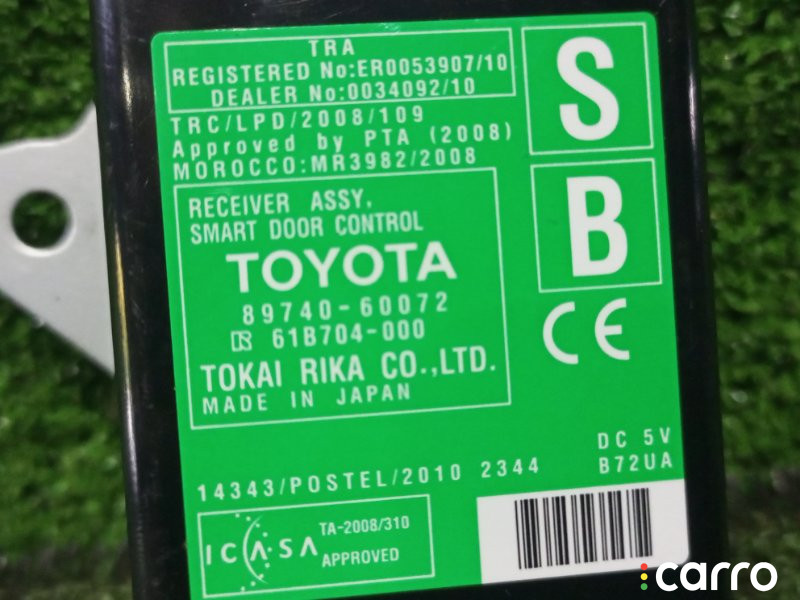 TRA
REGISTERED No:ER0053907/10
DEALER No:0034092/10
TRC/LPD/2008/109
Approved by PTA (2008)
MOROCCO:MR3982/2008
S
B
RECEIVER ASSY,
SMART DOOR CONTROL
TOYOTA
89740-60072
R 61B704-000
TOKAI RIKA CO.,LTD.
MADE IN JAPAN
CE
DC 5V
B72UA
14343/POSTEL/2010 2344
ICASA
TA-2008/310
APPROVED
carro